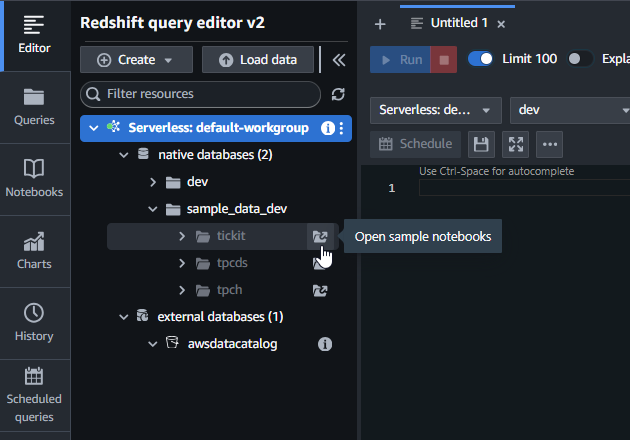 Editor
Queries
Notebooks
Charts
History
Scheduled
queries
Redshift query editor v2
Create
Load data
Filter resources
Serverless: default-workgroup
native databases (2)
dev
sample_data_dev
tickit
Open sample notebooks
tpcds
tpch
external databases (1)
awsdatacatalog
Untitled 1
Run
Limit 100
Expla
Serverless: de...
dev
Schedule
Use Ctrl-Space for autocomplete
1